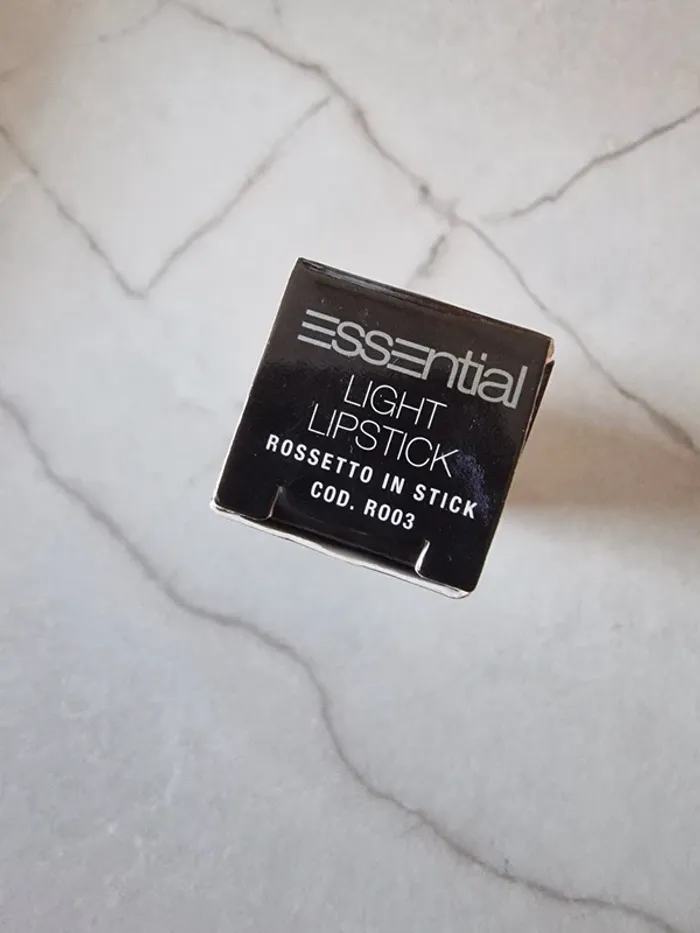 ESSEntial
LIGHT
LIPSTICK
ROSSETTO IN STICK
COD. R003